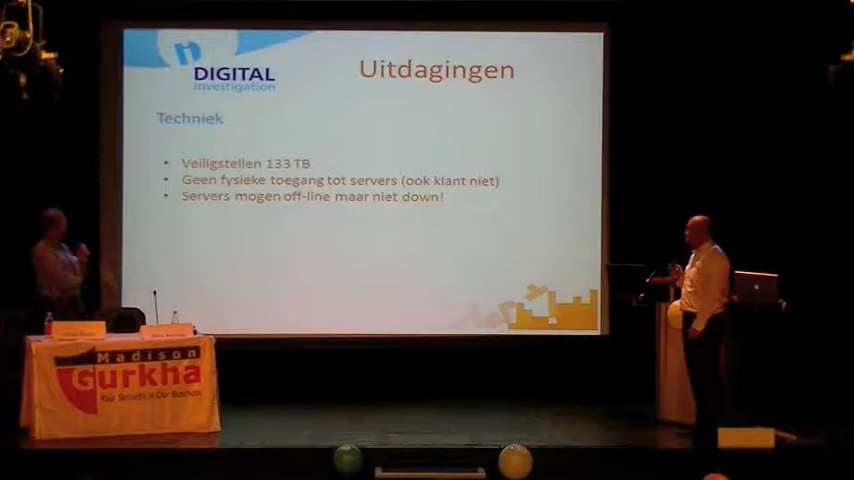 DIGITAL
investigation
Uitdagingen
Techniek
• Veiligstellen 133 TB
• Geen fysieke toegang tot servers (ook klant niet)
• Servers mogen off-line maar niet down!
Madison
Gurkha
Your Security is Our Business